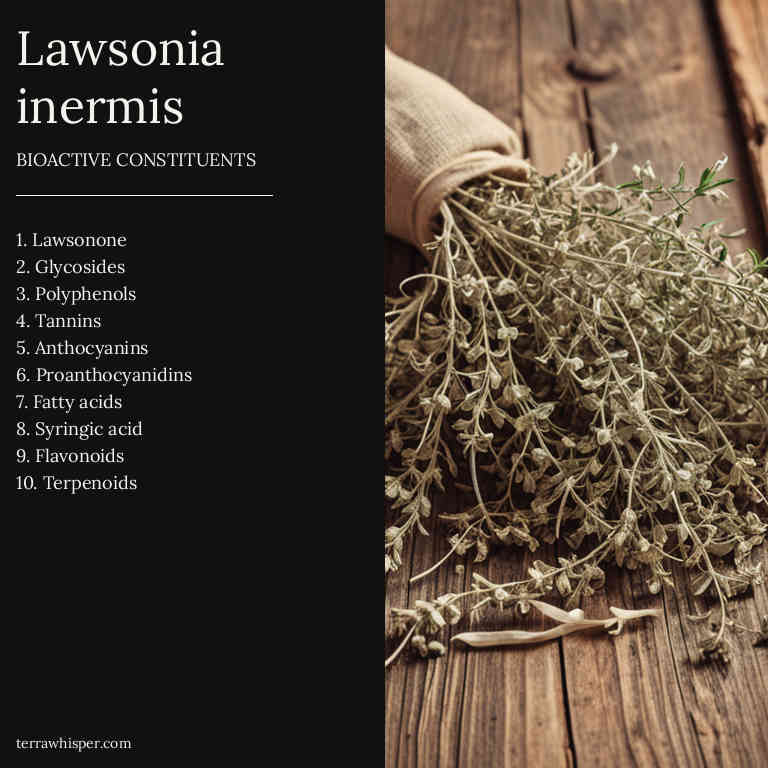 Lawsonia
inermis
BIOACTIVE CONSTITUENTS
1. Lawsonone
2. Glycosides
3. Polyphenols
4. Tannins
5. Anthocyanins
6. Proanthocyanidins
7. Fatty acids
8. Syringic acid
9. Flavonoids
10. Terpenoids
terrawhisper.com